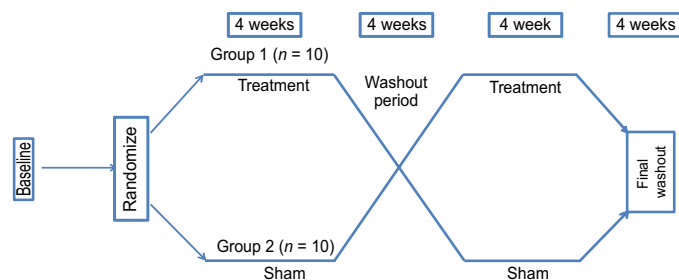 4 weeks
4 weeks
4 week
4 weeks
Group 1 (n = 10)
Treatment
Washout
period
Treatment
Baseline
Randomize
Final
washout
Group 2 (n = 10)
Sham
Sham